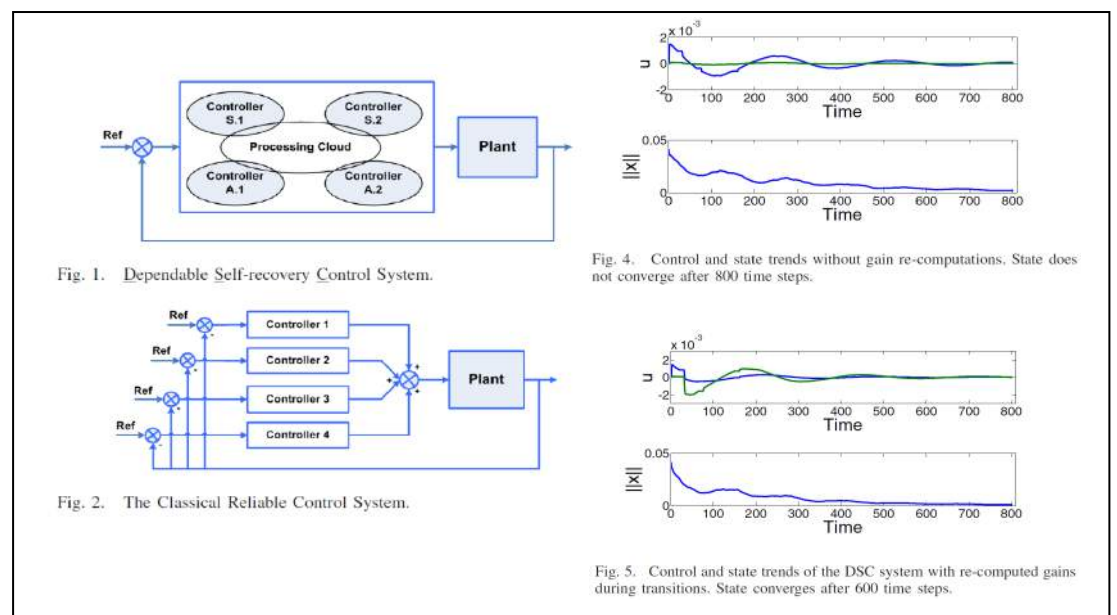 Controller S.1
Controller S.2
Ref
Processing Cloud
Plant
Controller A.1
Controller A.2
Fig. 1. Dependable Self-recovery Control System.
Ref
Controller 1
-
Ref
Controller 2
-
+
+
Plant
Ref
Controller 3
-
+
+
Ref
Controller 4
-
Fig. 2. The Classical Reliable Control System.
x 10⁻³
2
0
-2
u
0 100 200 300 400 500 600 700 800
Time
0.05
0
||x||
0 100 200 300 400 500 600 700 800
Time
Fig. 4. Control and state trends without gain re-computations. State does
not converge after 800 time steps.
x 10⁻³
2
0
-2
u
0 100 200 300 400 500 600 700 800
Time
0.05
0
||x||
0 100 200 300 400 500 600 700 800
Time
Fig. 5. Control and state trends of the DSC system with re-computed gains
during transitions. State converges after 600 time steps.